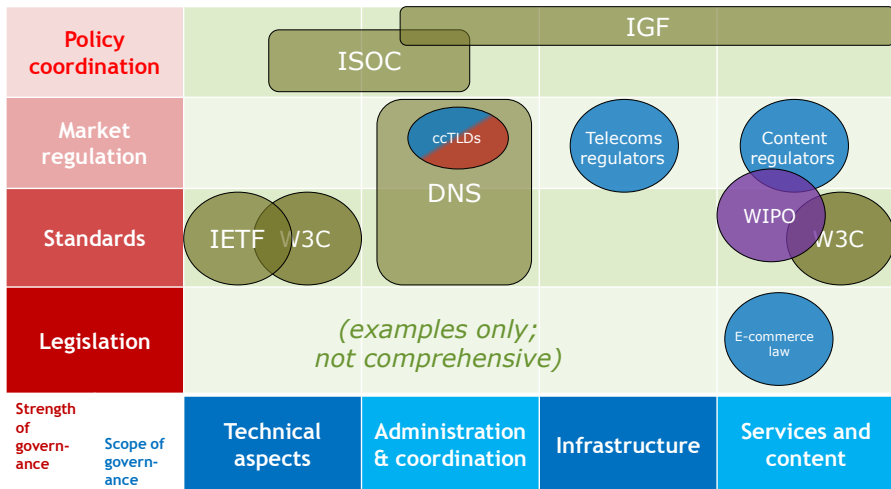 Policy
coordination
ISOC
IGF
Market
regulation
ccTLDs
DNS
Telecoms
regulators
Content
regulators
Standards
IETF
W3C
WIPO
W3C
Legislation
(examples only;
not comprehensive)
E-commerce
law
Strength
of
govern-
ance
Scope of
govern-
ance
Technical
aspects
Administration
& coordination
Infrastructure
Services and
content